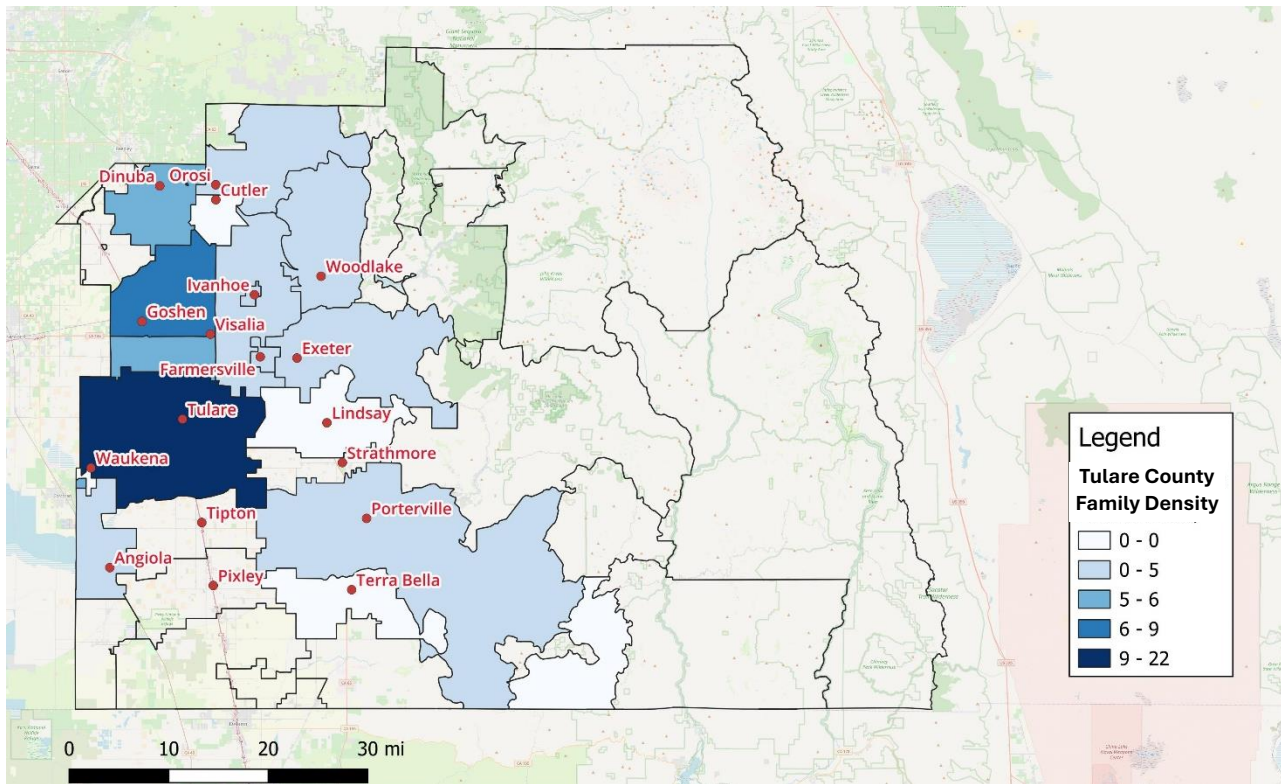 Dinuba
Orosi
Cutler
Woodlake
Ivanhoe
Goshen
Visalia
Exeter
Farmersville
Tulare
Lindsay
Waukena
Strathmore
Porterville
Tipton
Angiola
Pixley
Terra Bella
Legend
Tulare County
Family Density
0 - 0
0 - 5
5 - 6
6 - 9
9 - 22
0 10 20 30 mi